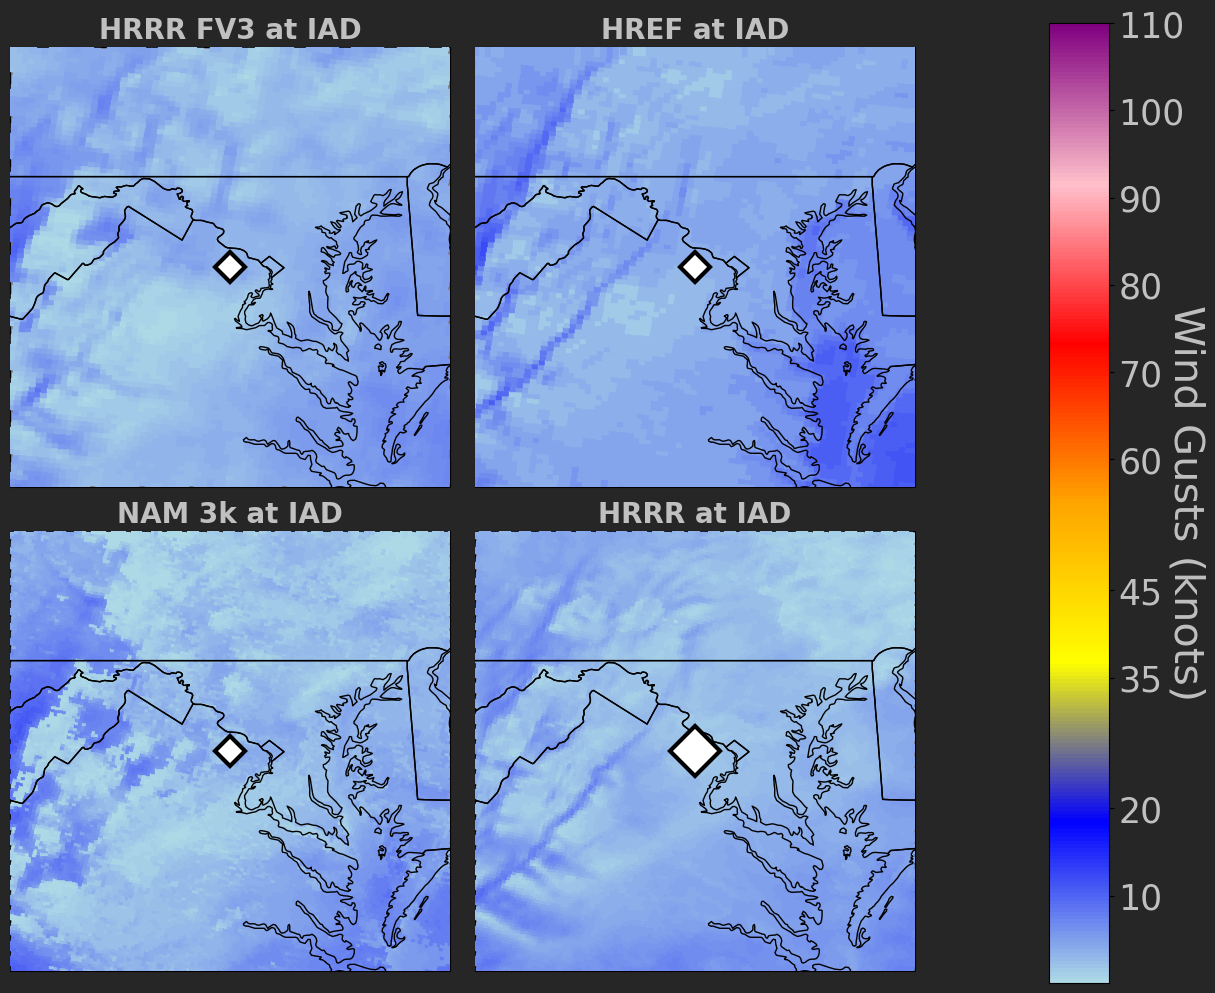 HRRR FV3 at IAD
HREF at IAD
NAM 3k at IAD
HRRR at IAD
110
100
90
80
70
60
45
35
20
10
Wind Gusts (knots)